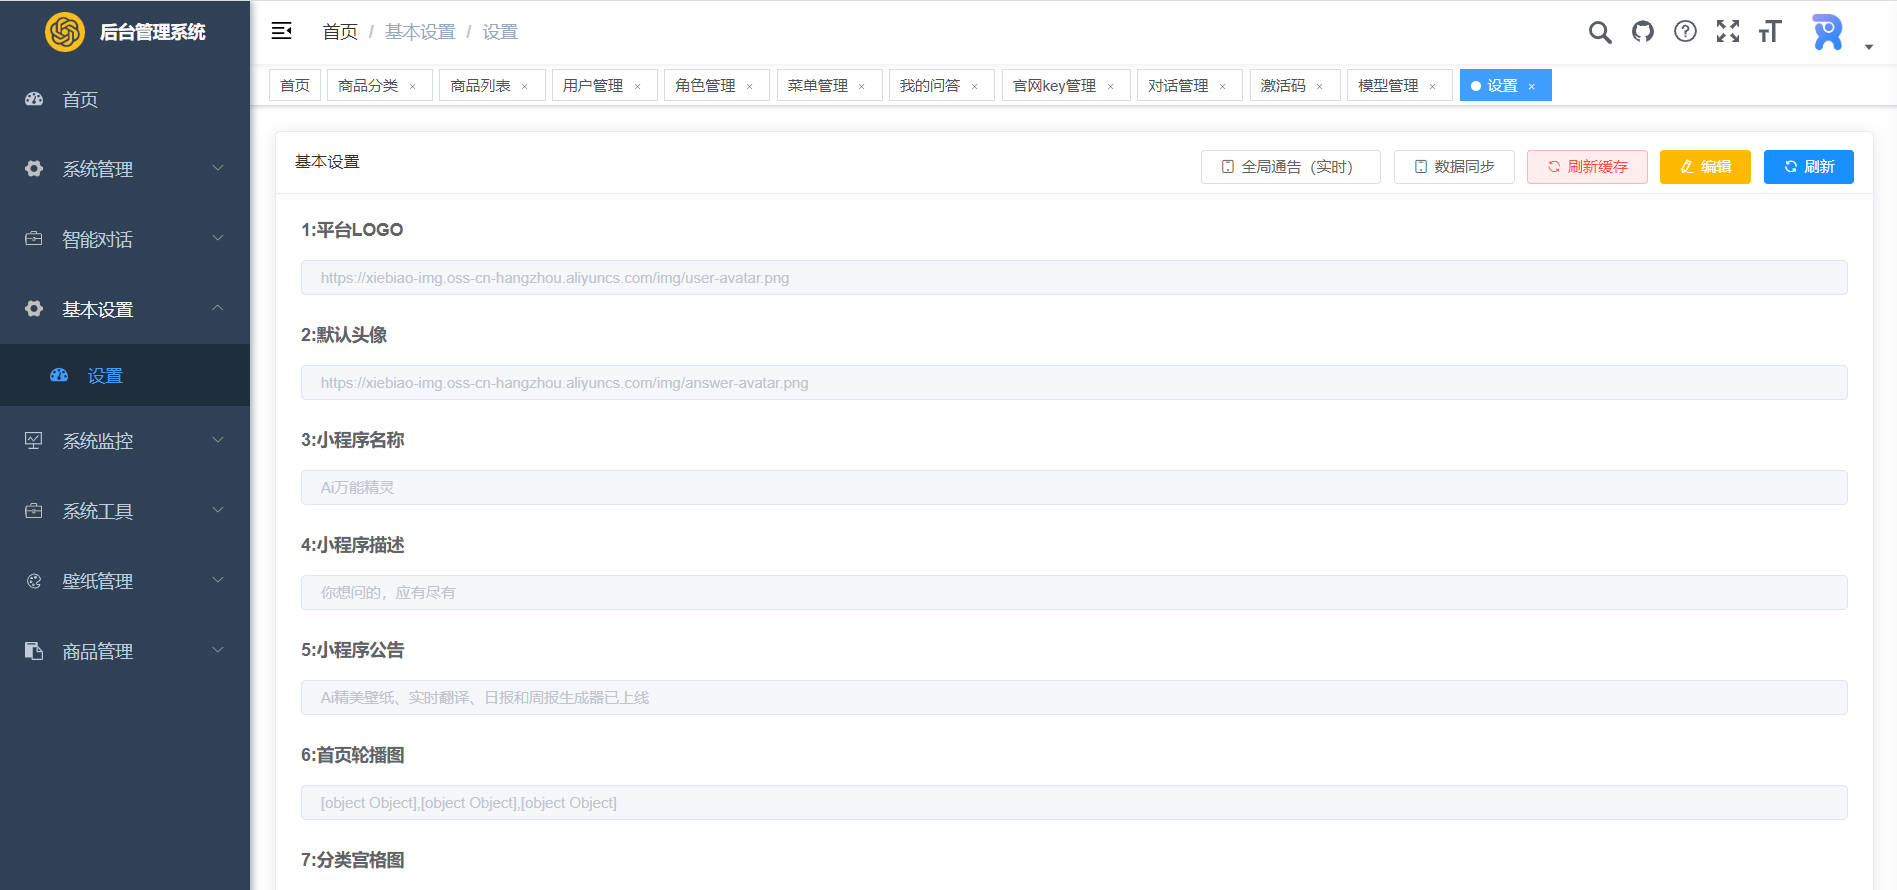 后台管理系统
首页 / 基本设置 / 设置
首页
商品分类 ×
商品列表 ×
用户管理 ×
角色管理 ×
菜单管理 ×
我的问答 ×
官网key管理 ×
对话管理 ×
激活码 ×
模型管理 ×
设置 ×
首页
系统管理
智能对话
基本设置
设置
系统监控
系统工具
壁纸管理
商品管理
基本设置
全局通告（实时）
数据同步
刷新缓存
编辑
刷新
1:平台LOGO
https://xiebiao-img.oss-cn-hangzhou.aliyuncs.com/img/user-avatar.png
2:默认头像
https://xiebiao-img.oss-cn-hangzhou.aliyuncs.com/img/answer-avatar.png
3:小程序名称
Ai万能精灵
4:小程序描述
你想问的，应有尽有
5:小程序公告
Ai精美壁纸、实时翻译、日报和周报生成器已上线
6:首页轮播图
[object Object],[object Object],[object Object]
7:分类宫格图